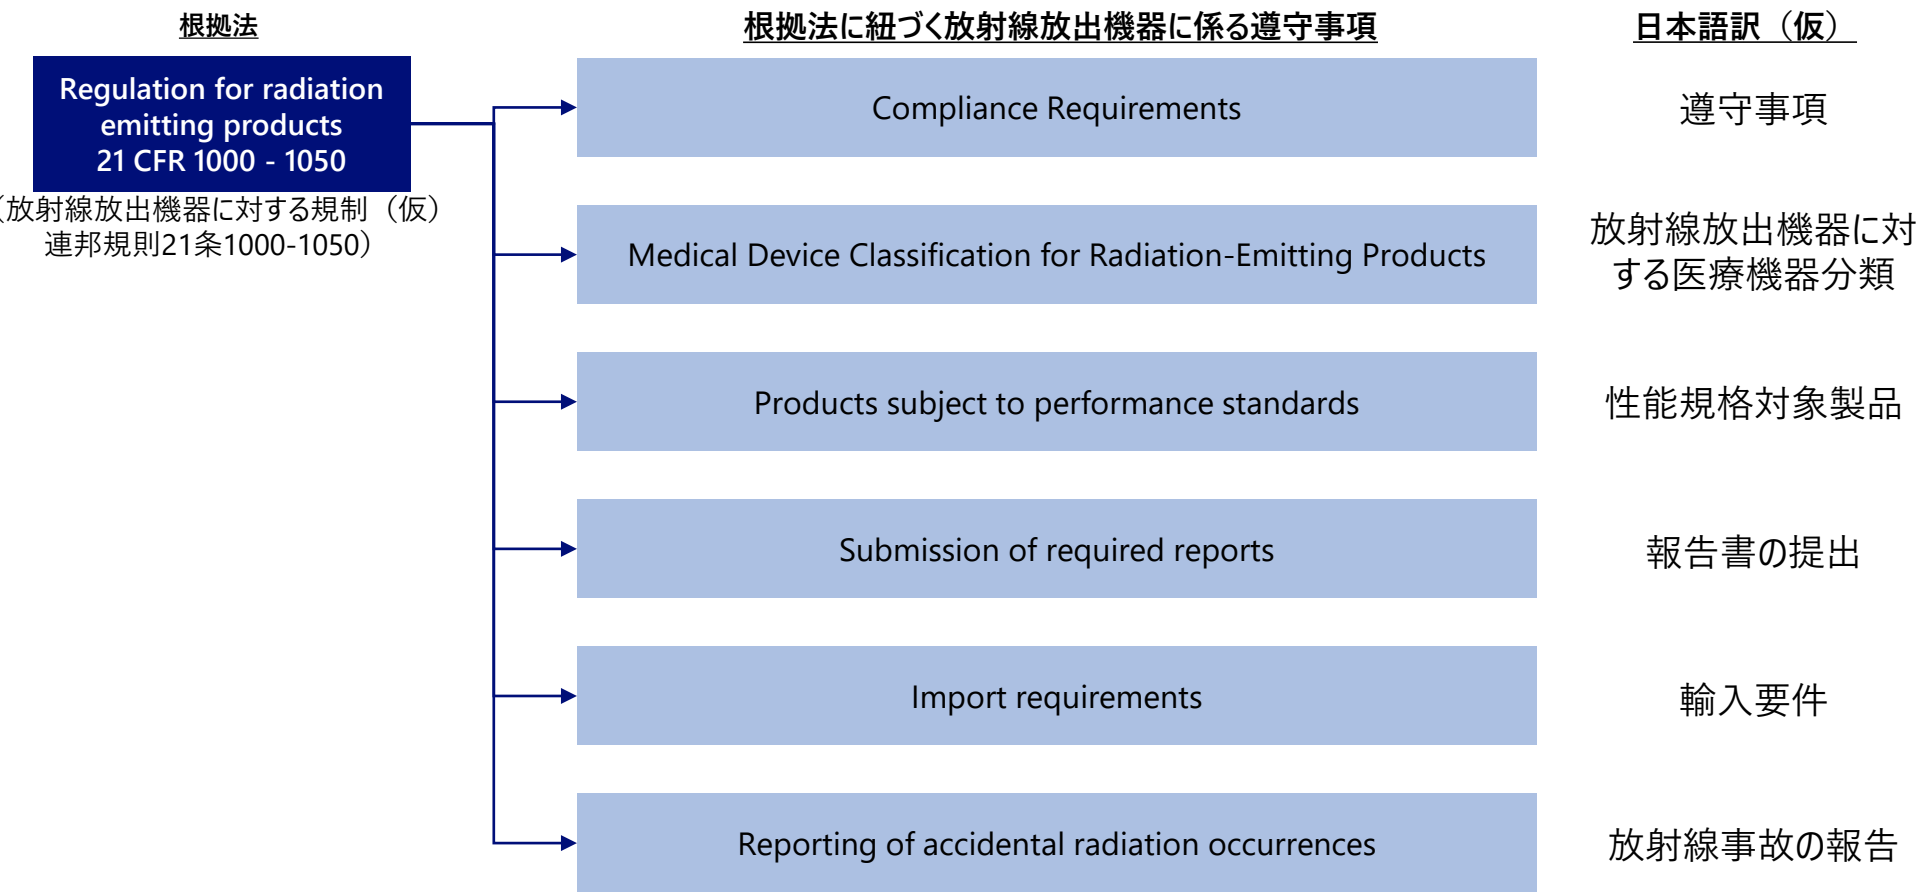 根拠法
根拠法に紐づく放射線放出機器に係る遵守事項
日本語訳（仮）
Regulation for radiation
emitting products
21 CFR 1000 - 1050
（放射線放出機器に対する規制（仮）
連邦規則21条1000-1050）
Compliance Requirements
遵守事項
Medical Device Classification for Radiation-Emitting Products
放射線放出機器に対
する医療機器分類
Products subject to performance standards
性能規格対象製品
Submission of required reports
報告書の提出
Import requirements
輸入要件
Reporting of accidental radiation occurrences
放射線事故の報告